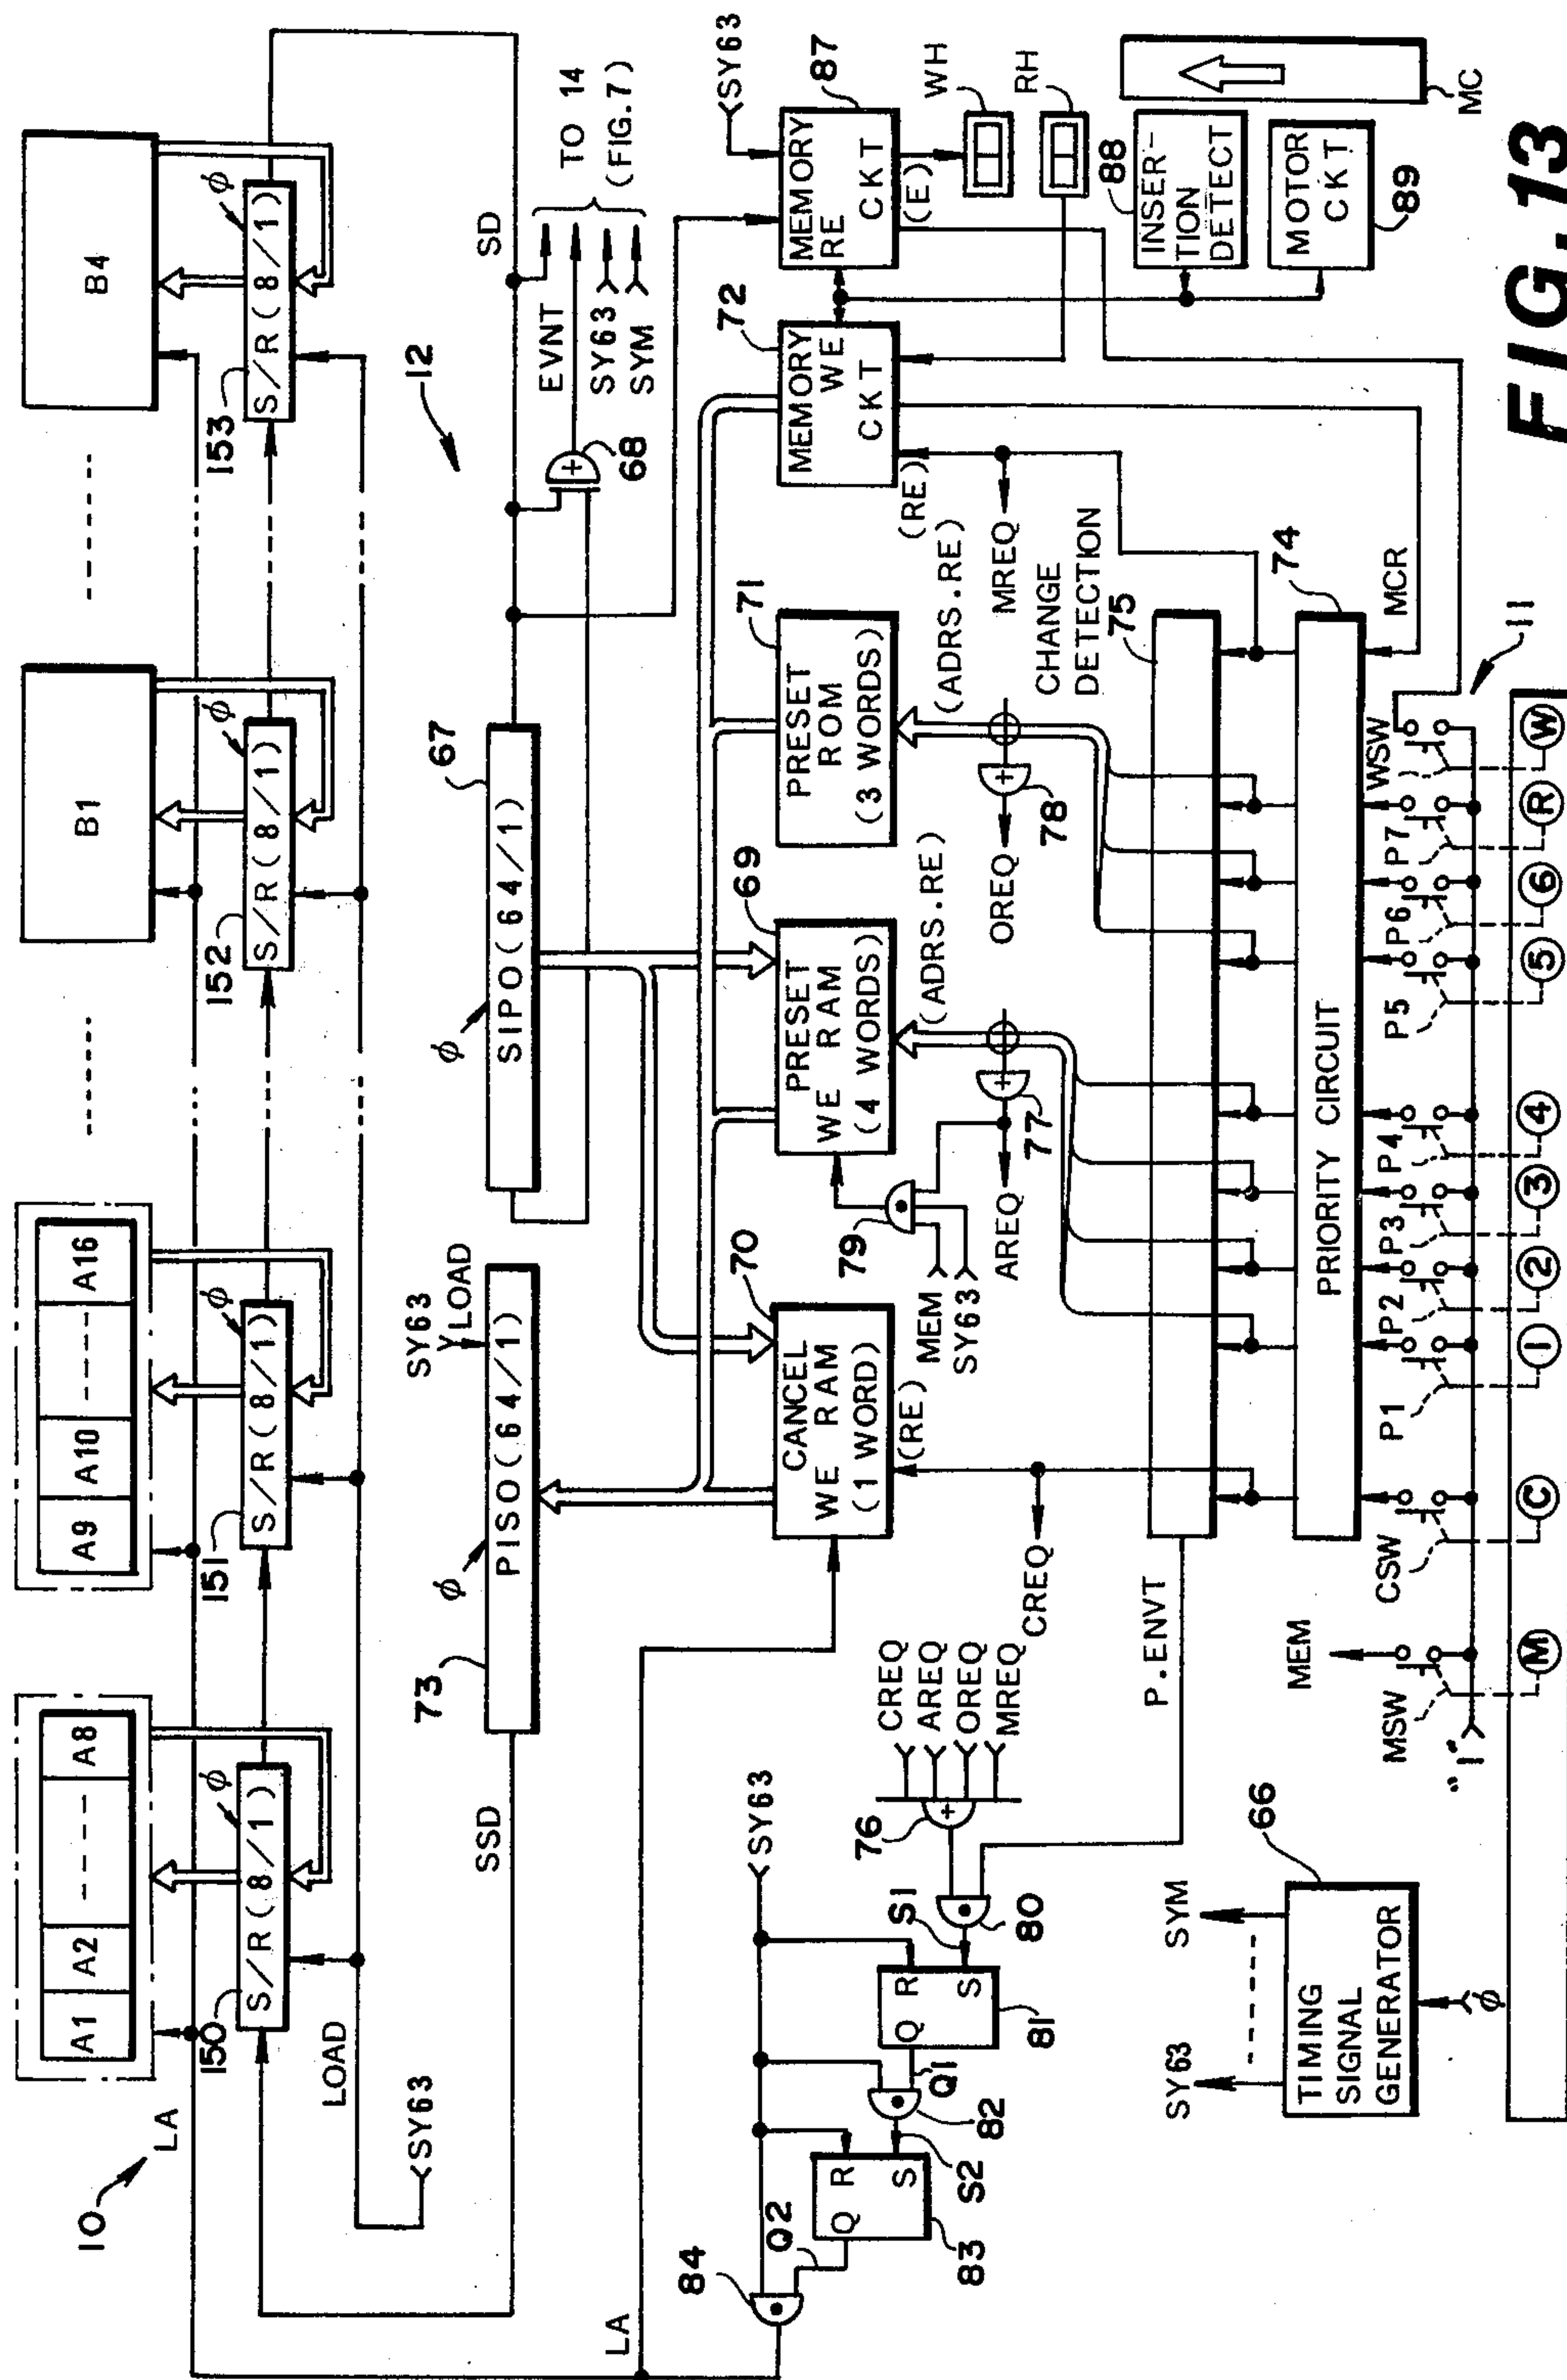 10
LA
A1 A2 ---- A8
A9 A10 ---- A16
B1
B4
150
S/R(8/1)
φ
151
S/R(8/1)
φ
152
S/R(8/1)
φ
153
S/R(8/1)
φ
LOAD
SY63
12
SSD
73
φ
PISO(64/1)
SY63
LOAD
φ
SIPO(64/1)
67
SD
EVNT
SY63
SYM
TO 14
(FIG.7)
68
70
CANCEL
WE RAM
(1 WORD)
(RE)
69
PRESET
WE RAM
(4 WORDS)
(ADRS.RE)
71
PRESET
ROM
(3 WORDS)
(ADRS.RE)
72
MEMORY
WE
CKT
(RE)
87
MEMORY
RE
CKT
(E)
SY63
WH
RH
88
INSER-
TION
DETECT
MOTOR
CKT
89
MC
LA
84
Q2
83
Q R
S
S2
82
Q1
81
Q R
S
S1
80
SY63
76
CREQ
AREQ
OREQ
MREQ
CREQ
MEM
SY63
79
AREQ
77
OREQ
78
MREQ
CHANGE
DETECTION
75
P.ENVT
PRIORITY CIRCUIT
74
MCR
66
TIMING
SIGNAL
GENERATOR
SY63
SYM
φ
MEM
MSW
"1"
CSW
P1
P2
P3
P4
P5
P6
P7
WSW
11
M
C
1
2
3
4
5
6
R
W
FIG.13